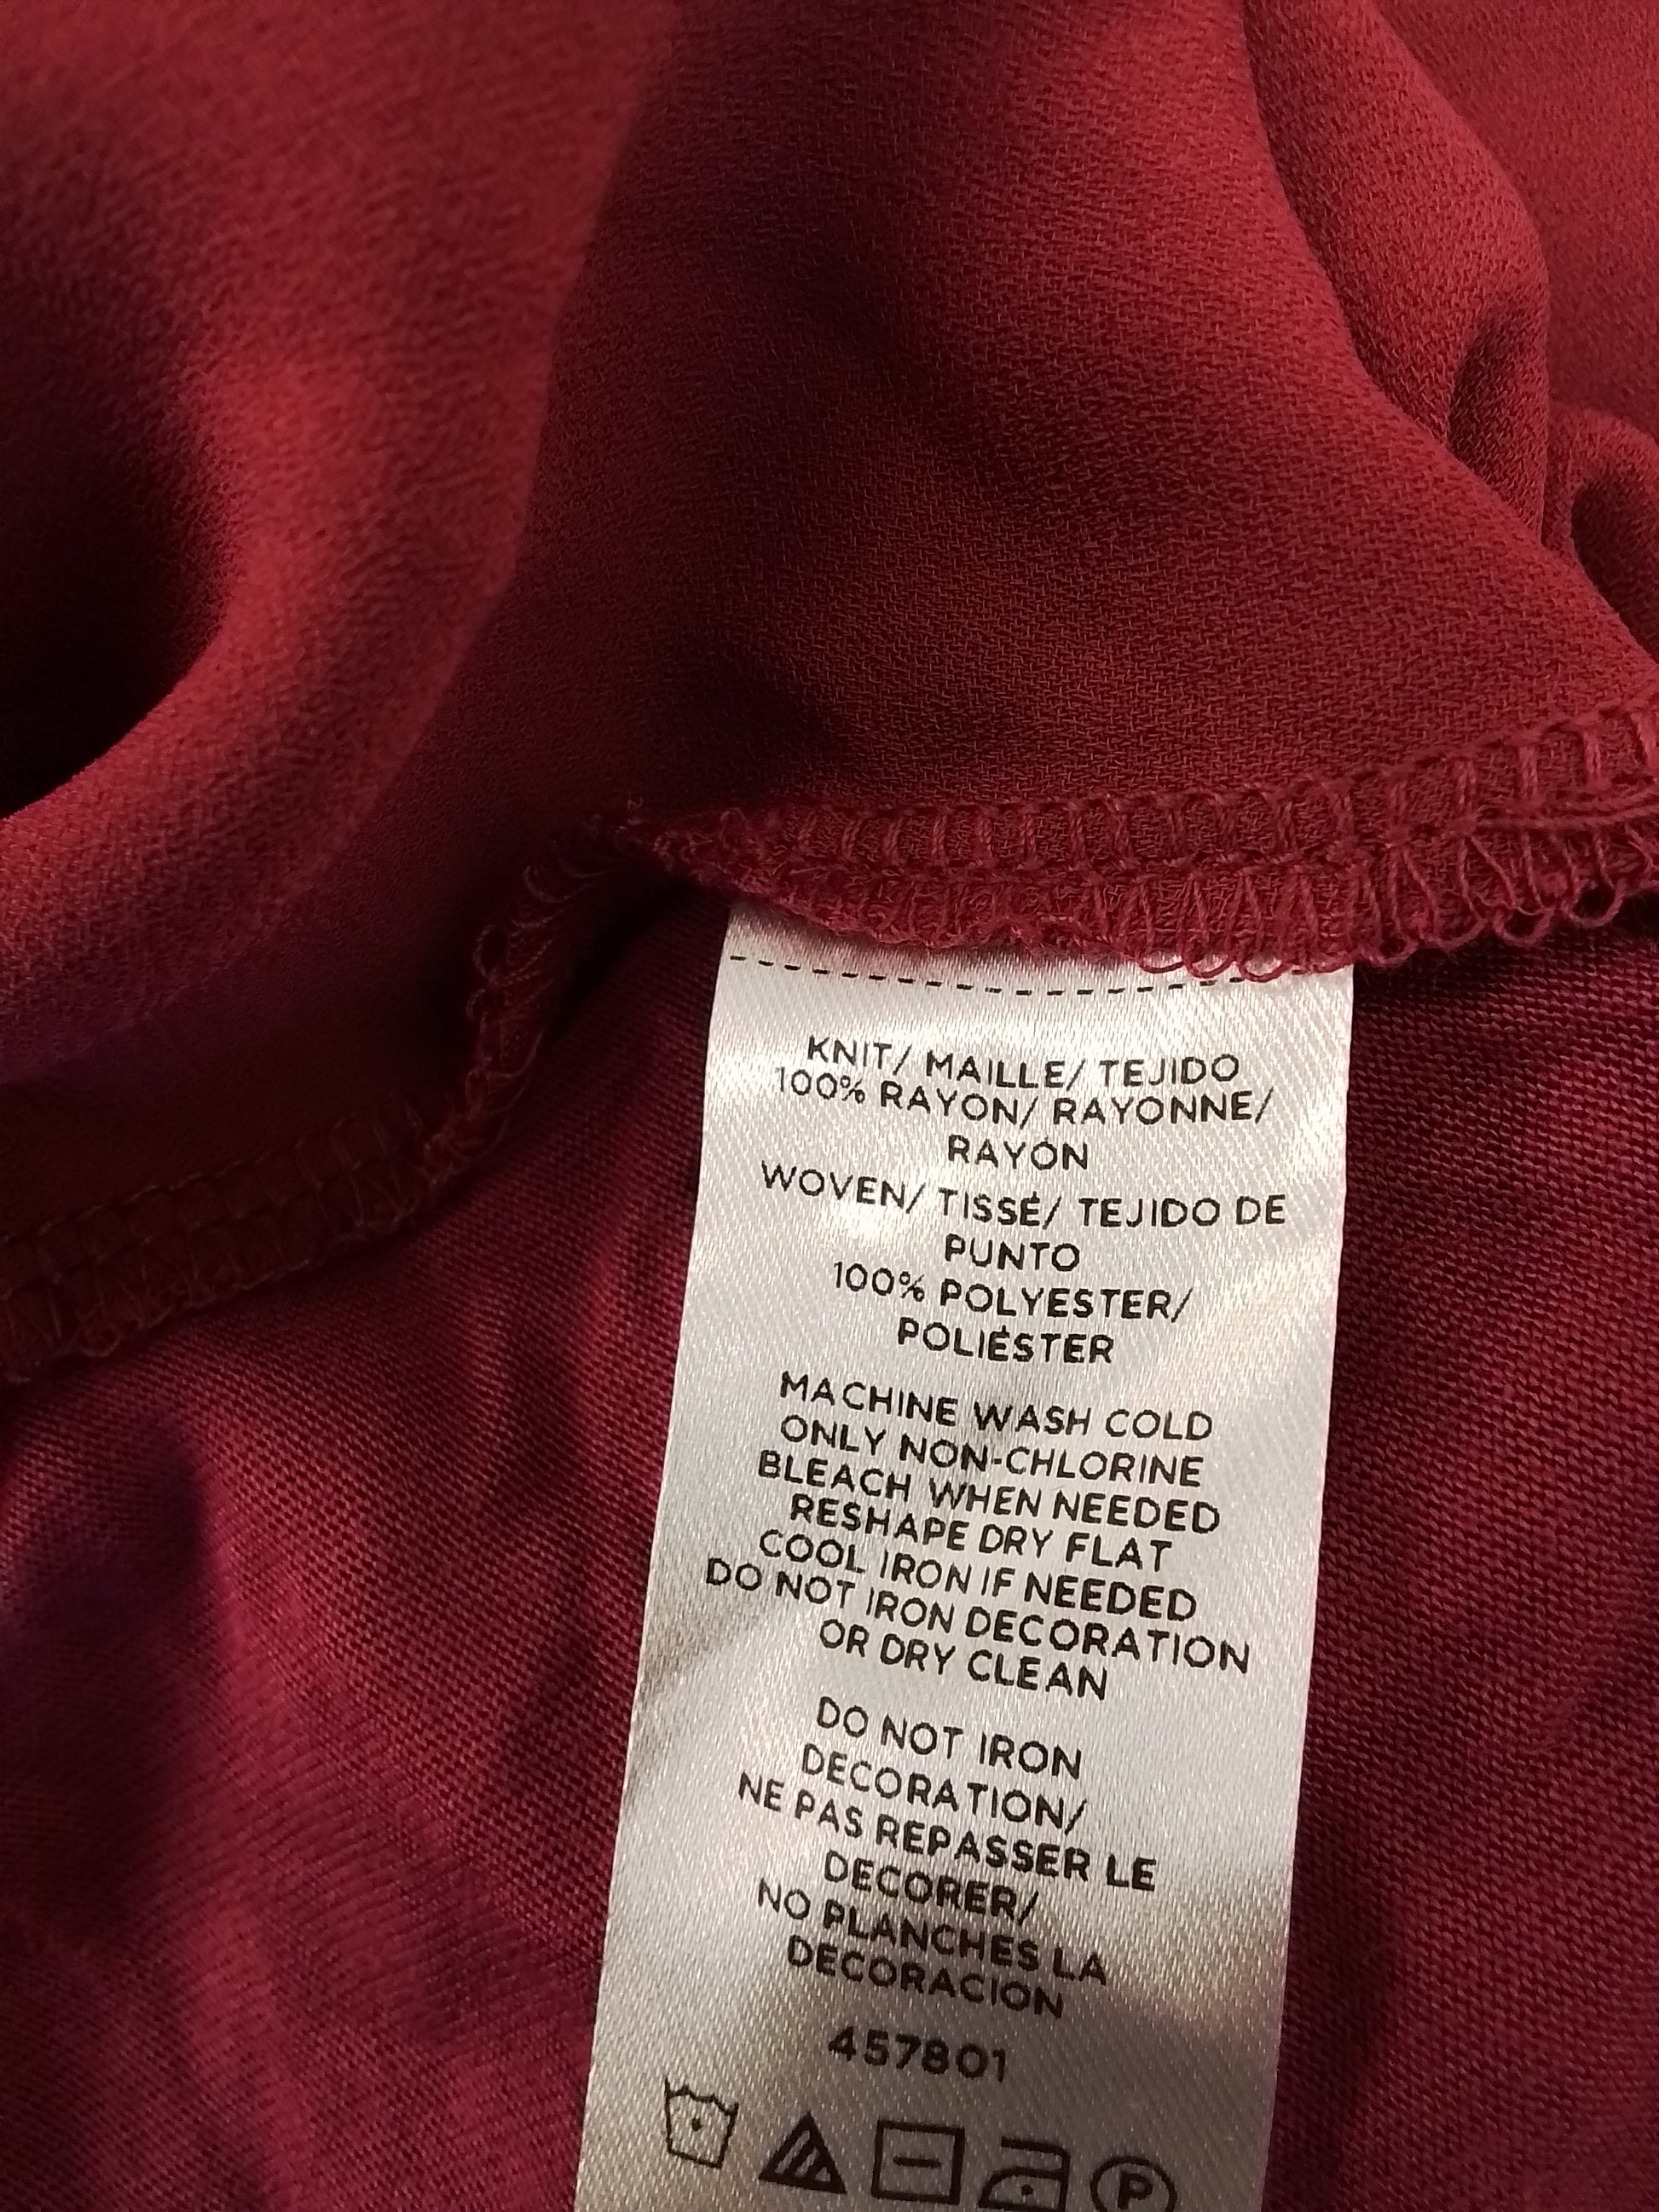 KNIT/ MAILLE/ TEJIDO
100% RAYON/ RAYONNE/
RAYÓN
WOVEN/ TISSÉ/ TEJIDO DE
PUNTO
100% POLYESTER/
POLIÉSTER
MACHINE WASH COLD
ONLY NON-CHLORINE
BLEACH WHEN NEEDED
RESHAPE DRY FLAT
COOL IRON IF NEEDED
DO NOT IRON DECORATION
OR DRY CLEAN
DO NOT IRON
DECORATION/
NE PAS REPASSER LE
DECORER/
NO PLANCHES LA
DECORACION
457801
P